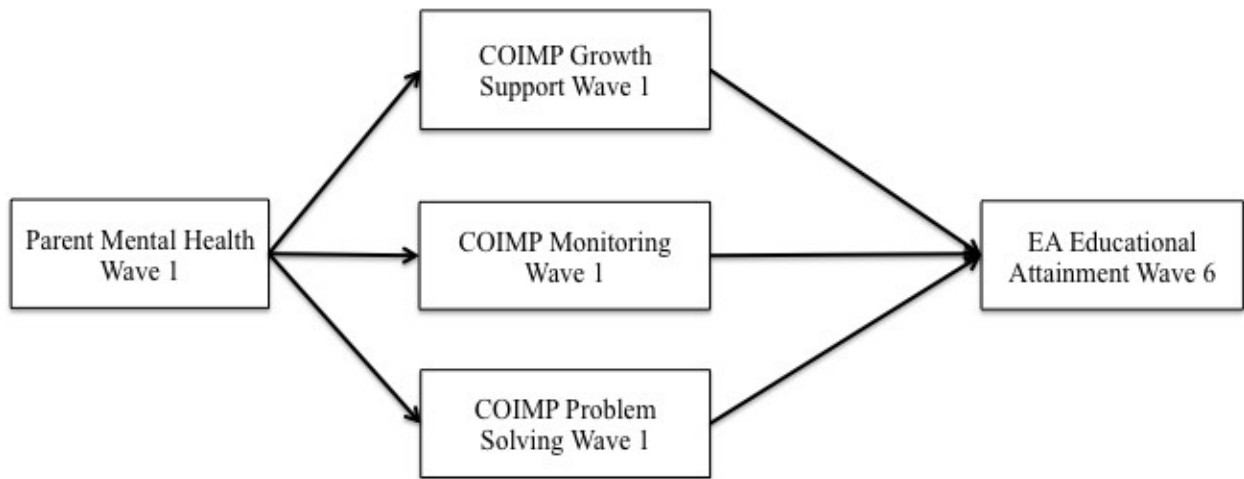 COIMP Growth
Support Wave 1
Parent Mental Health
Wave 1
COIMP Monitoring
Wave 1
EA Educational
Attainment Wave 6
COIMP Problem
Solving Wave 1